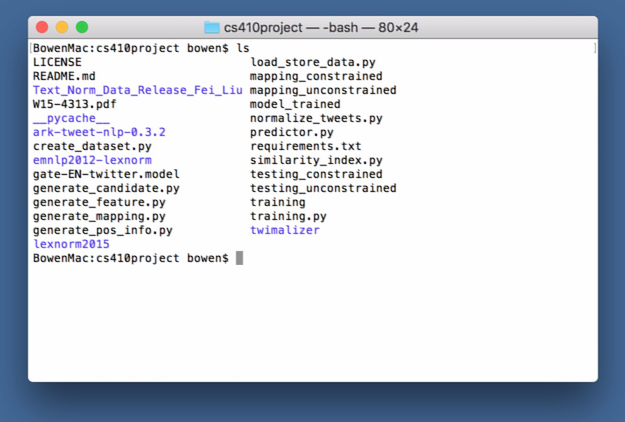 cs410project — -bash — 80×24
[BowenMac:cs410project bowen$ ls ]
LICENSE load_store_data.py
README.md mapping_constrained
Text_Norm_Data_Release_Fei_Liu mapping_unconstrained
W15-4313.pdf model_trained
__pycache__ normalize_tweets.py
ark-tweet-nlp-0.3.2 predictor.py
create_dataset.py requirements.txt
emnlp2012-lexnorm similarity_index.py
gate-EN-twitter.model testing_constrained
generate_candidate.py testing_unconstrained
generate_feature.py training
generate_mapping.py training.py
generate_pos_info.py twimalizer
lexnorm2015
BowenMac:cs410project bowen$